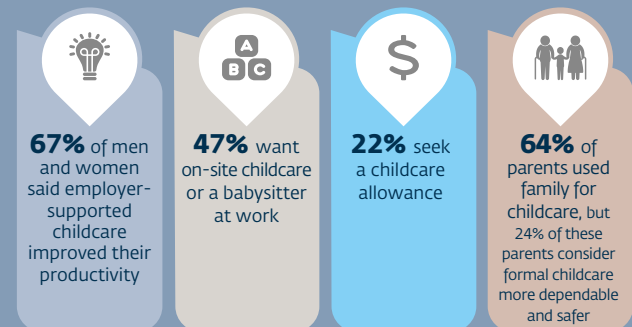 A
B C
$
67% of men
and women
said employer-
supported
childcare
improved their
productivity
47% want
on-site childcare
or a babysitter
at work
22% seek
a childcare
allowance
64% of
parents used
family for
childcare, but
24% of these
parents consider
formal childcare
more dependable
and safer